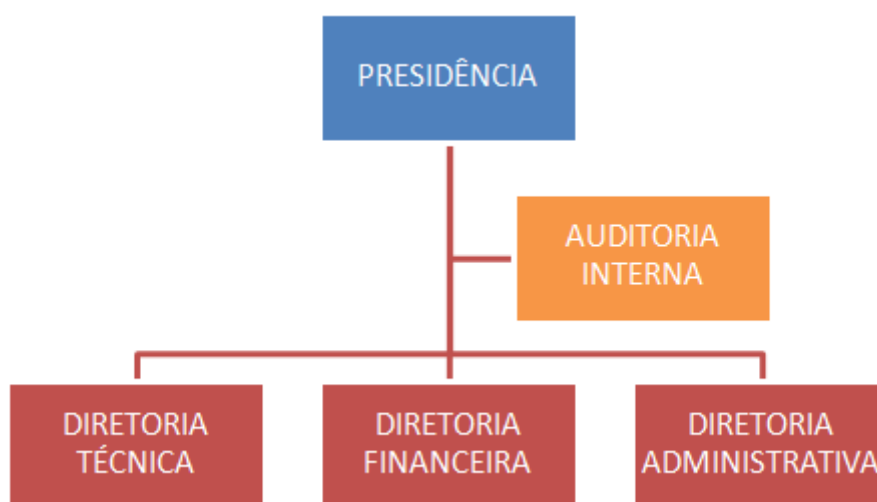 PRESIDÊNCIA
AUDITORIA
INTERNA
DIRETORIA
TÉCNICA
DIRETORIA
FINANCEIRA
DIRETORIA
ADMINISTRATIVA